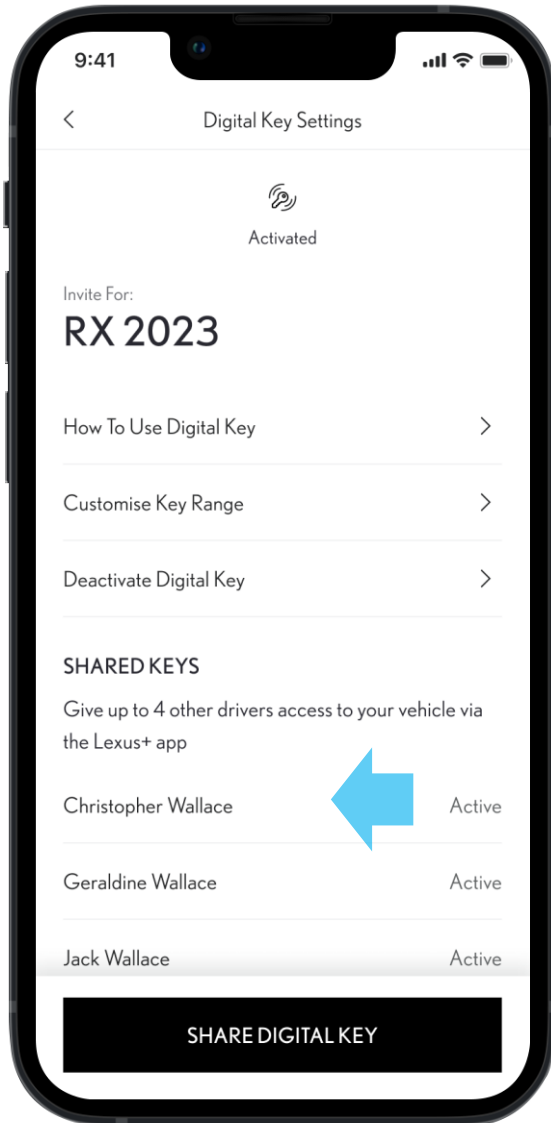 9:41
Digital Key Settings
Activated
Invite For:
RX 2023
How To Use Digital Key
Customise Key Range
Deactivate Digital Key
SHARED KEYS
Give up to 4 other drivers access to your vehicle via
the Lexus+ app
Christopher Wallace Active
Geraldine Wallace Active
Jack Wallace Active
SHARE DIGITAL KEY